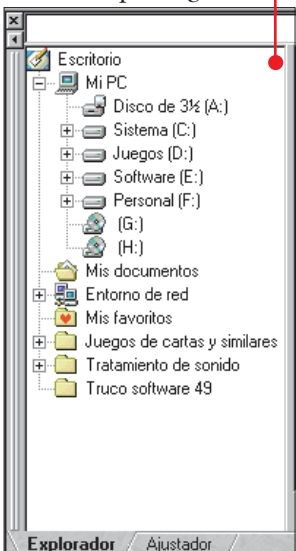 Escritorio
Mi PC
Disco de 3½ (A:)
Sistema (C:)
Juegos (D:)
Software (E:)
Personal (F:)
(G:)
(H:)
Mis documentos
Entorno de red
Mis favoritos
Juegos de cartas y similares
Tratamiento de sonido
Truco software 49
Explorador Ajustador